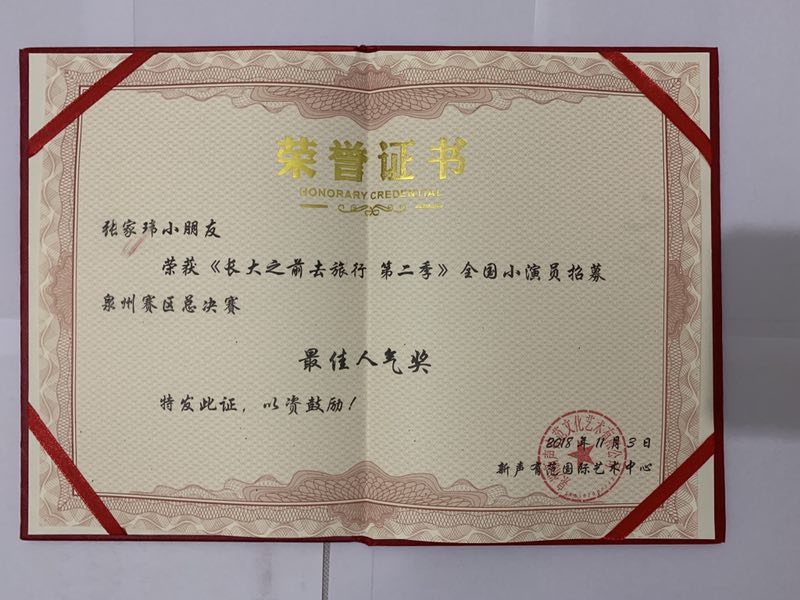 荣誉证书
HONORARY CREDENTIAL
张家玮小朋友
荣获《长大之前去旅行 第二季》全国小演员招募
泉州赛区总决赛
最佳人气奖
特发此证，以资鼓励！
2018年11月3日
新声有范国际艺术中心